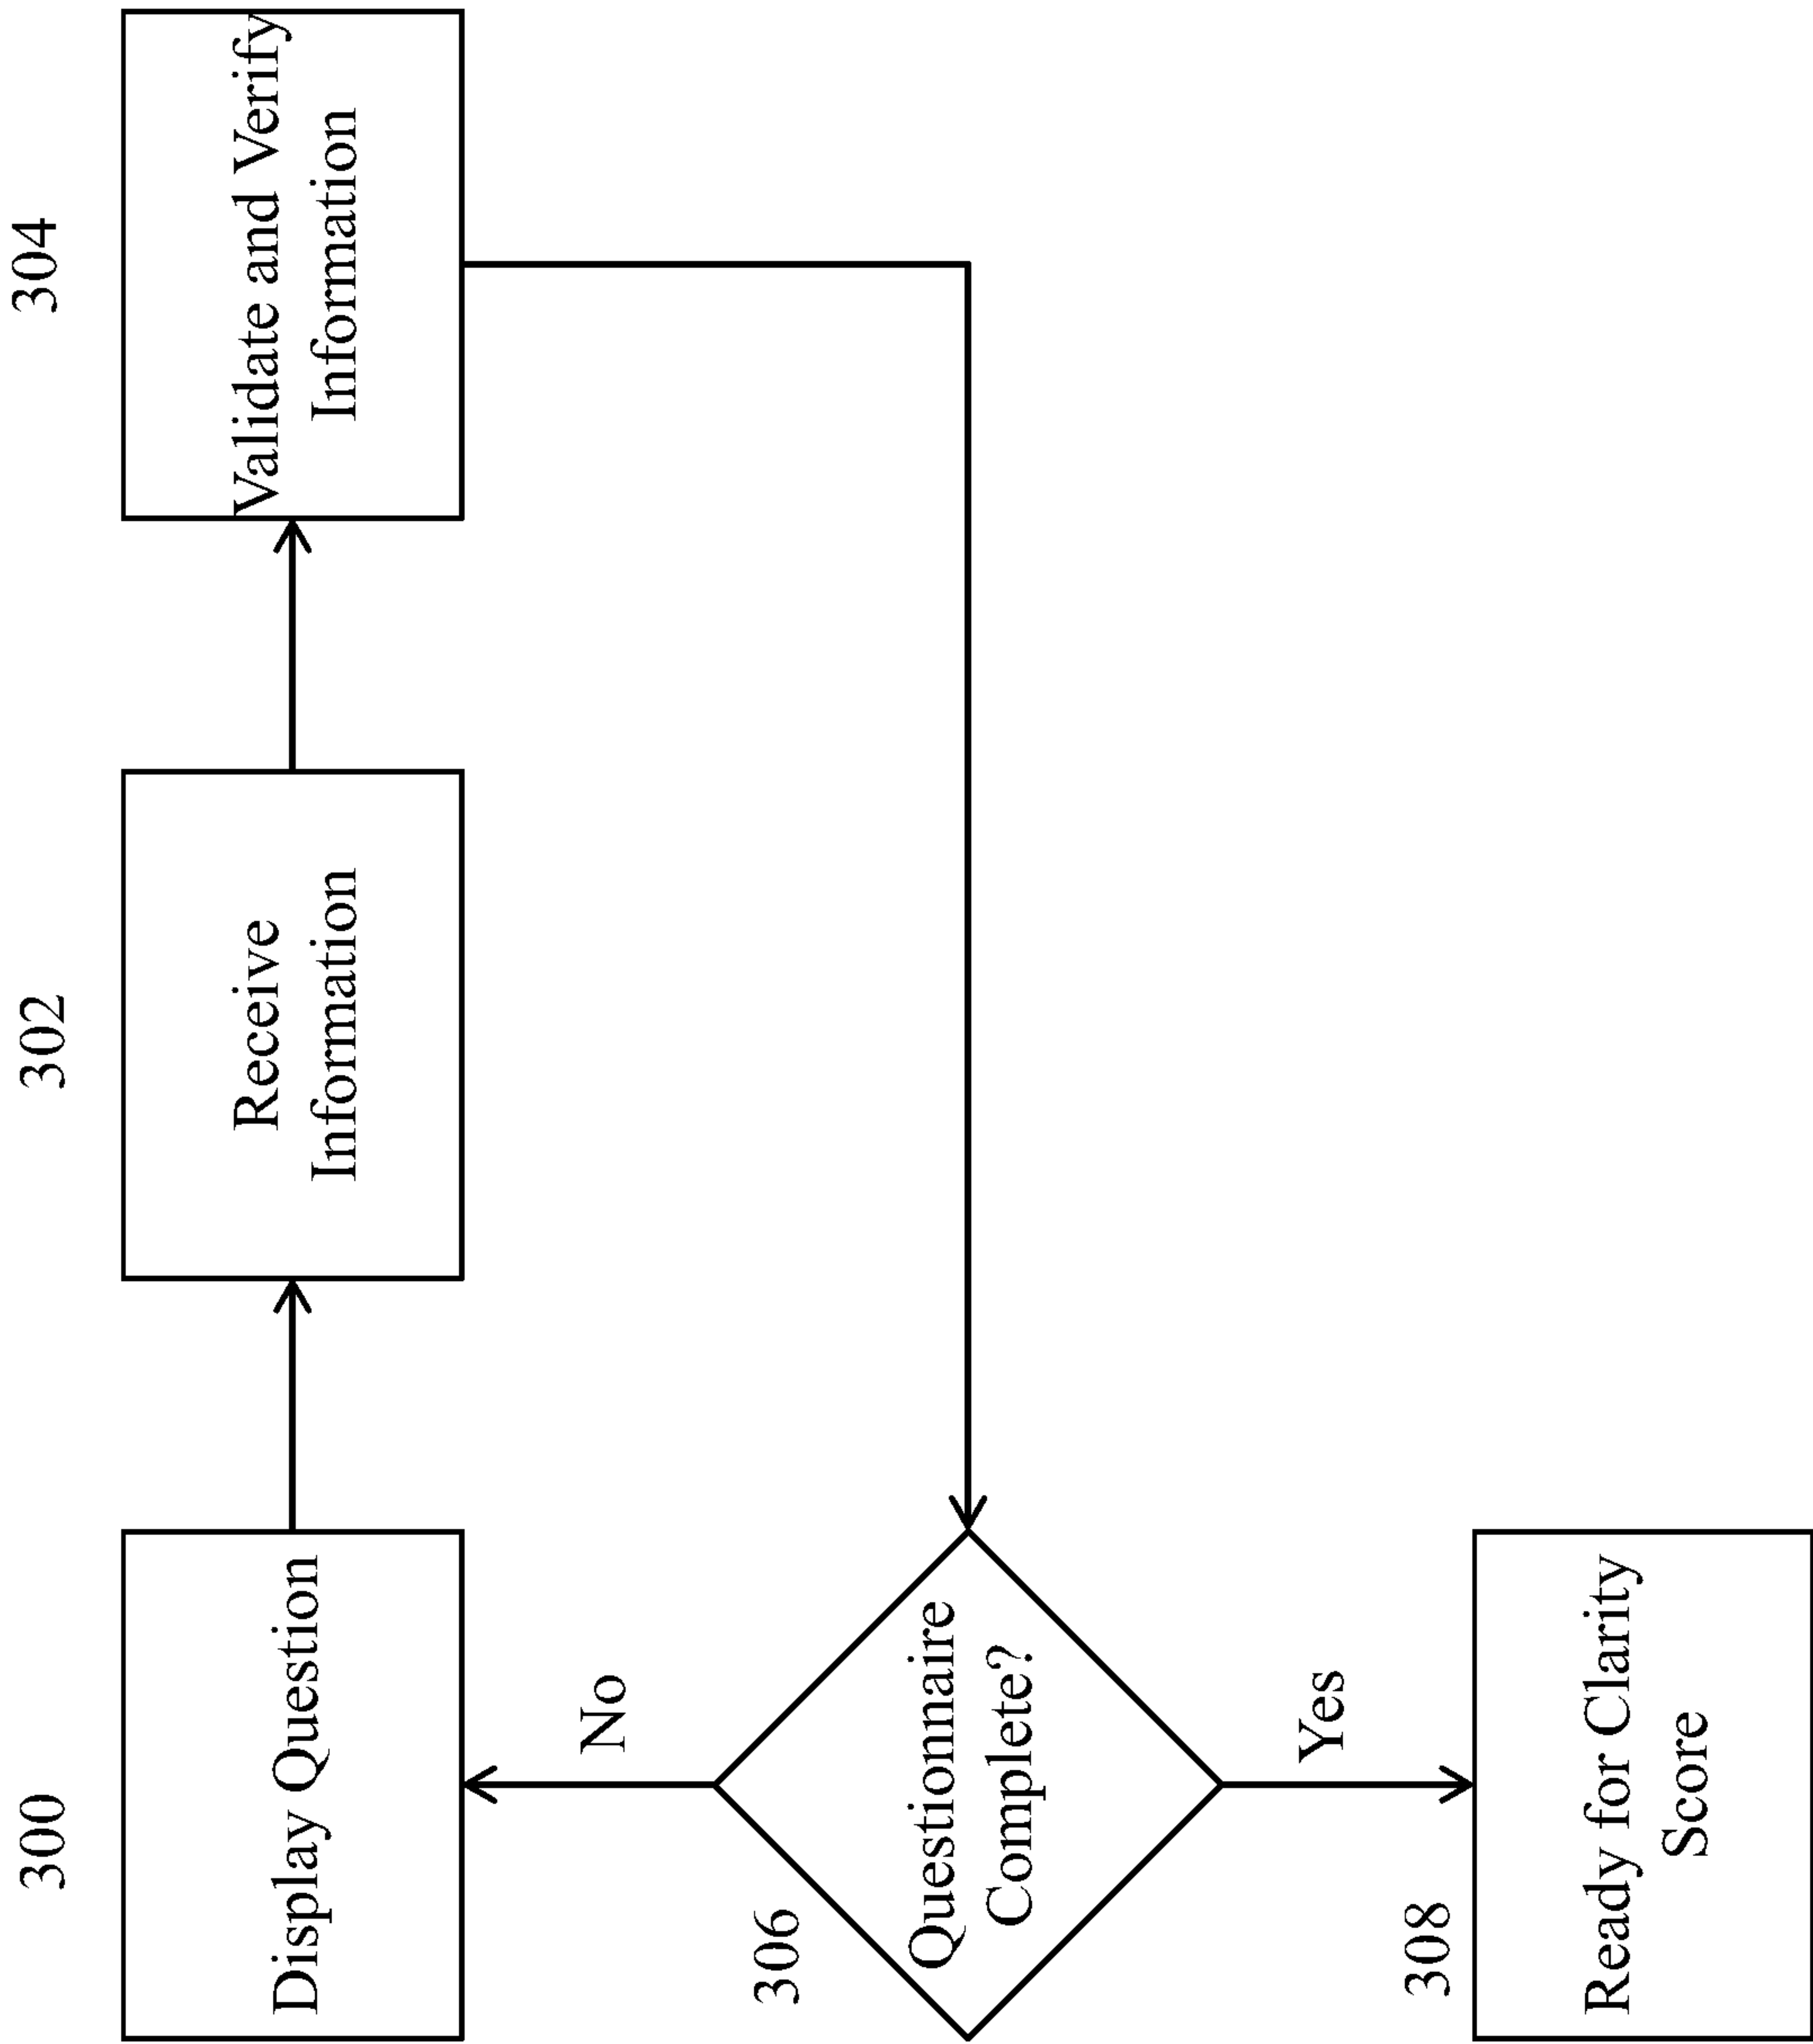 300
302
304
Display Question
Receive
Information
Validate and Verify
Information
No
306
Questionnaire
Complete?
Yes
308
Ready for Clarity
Score